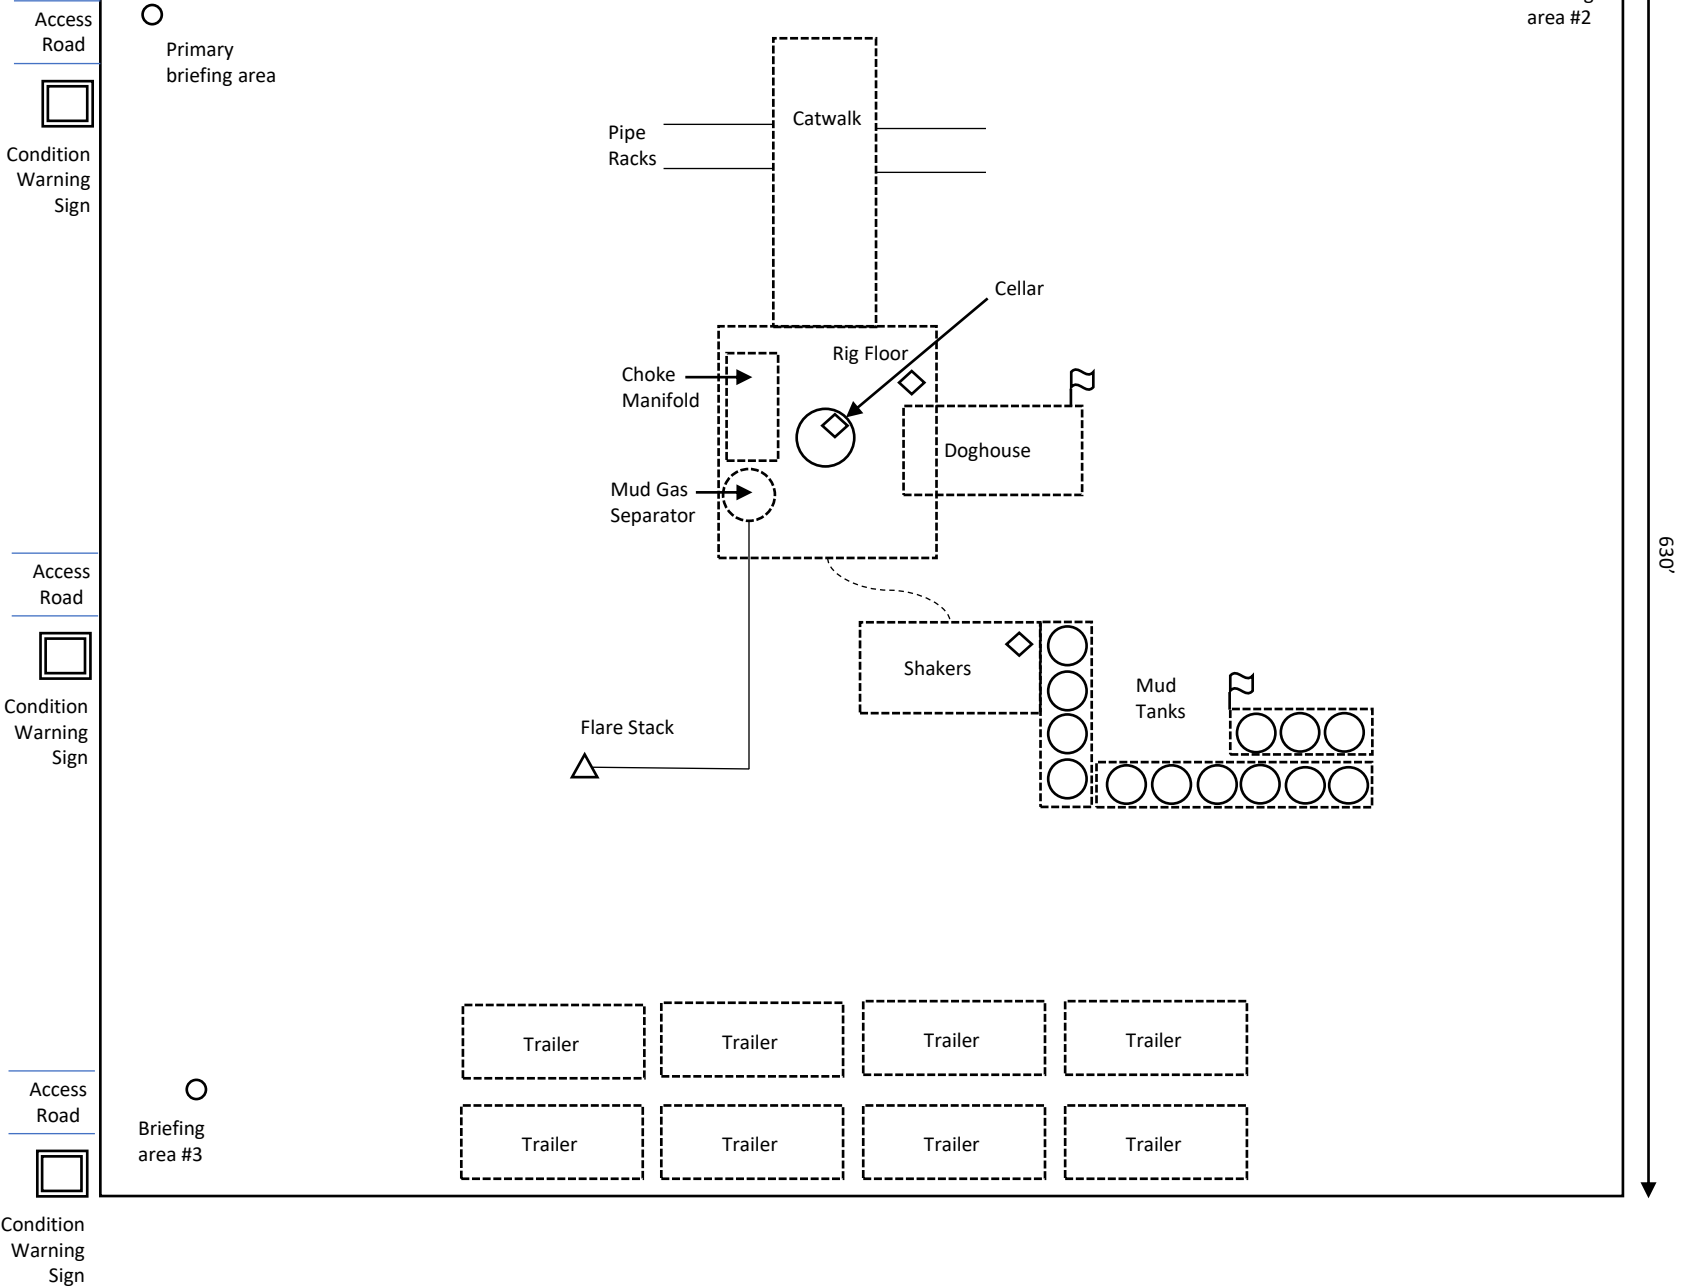 Access
Road
Primary
briefing area
area #2
Condition
Warning
Sign
Pipe
Racks
Catwalk
Cellar
Rig Floor
Choke
Manifold
Doghouse
Mud Gas
Separator
630’
Access
Road
Condition
Warning
Sign
Shakers
Mud
Tanks
Flare Stack
Trailer
Trailer
Trailer
Trailer
Access
Road
Briefing
area #3
Trailer
Trailer
Trailer
Trailer
Condition
Warning
Sign